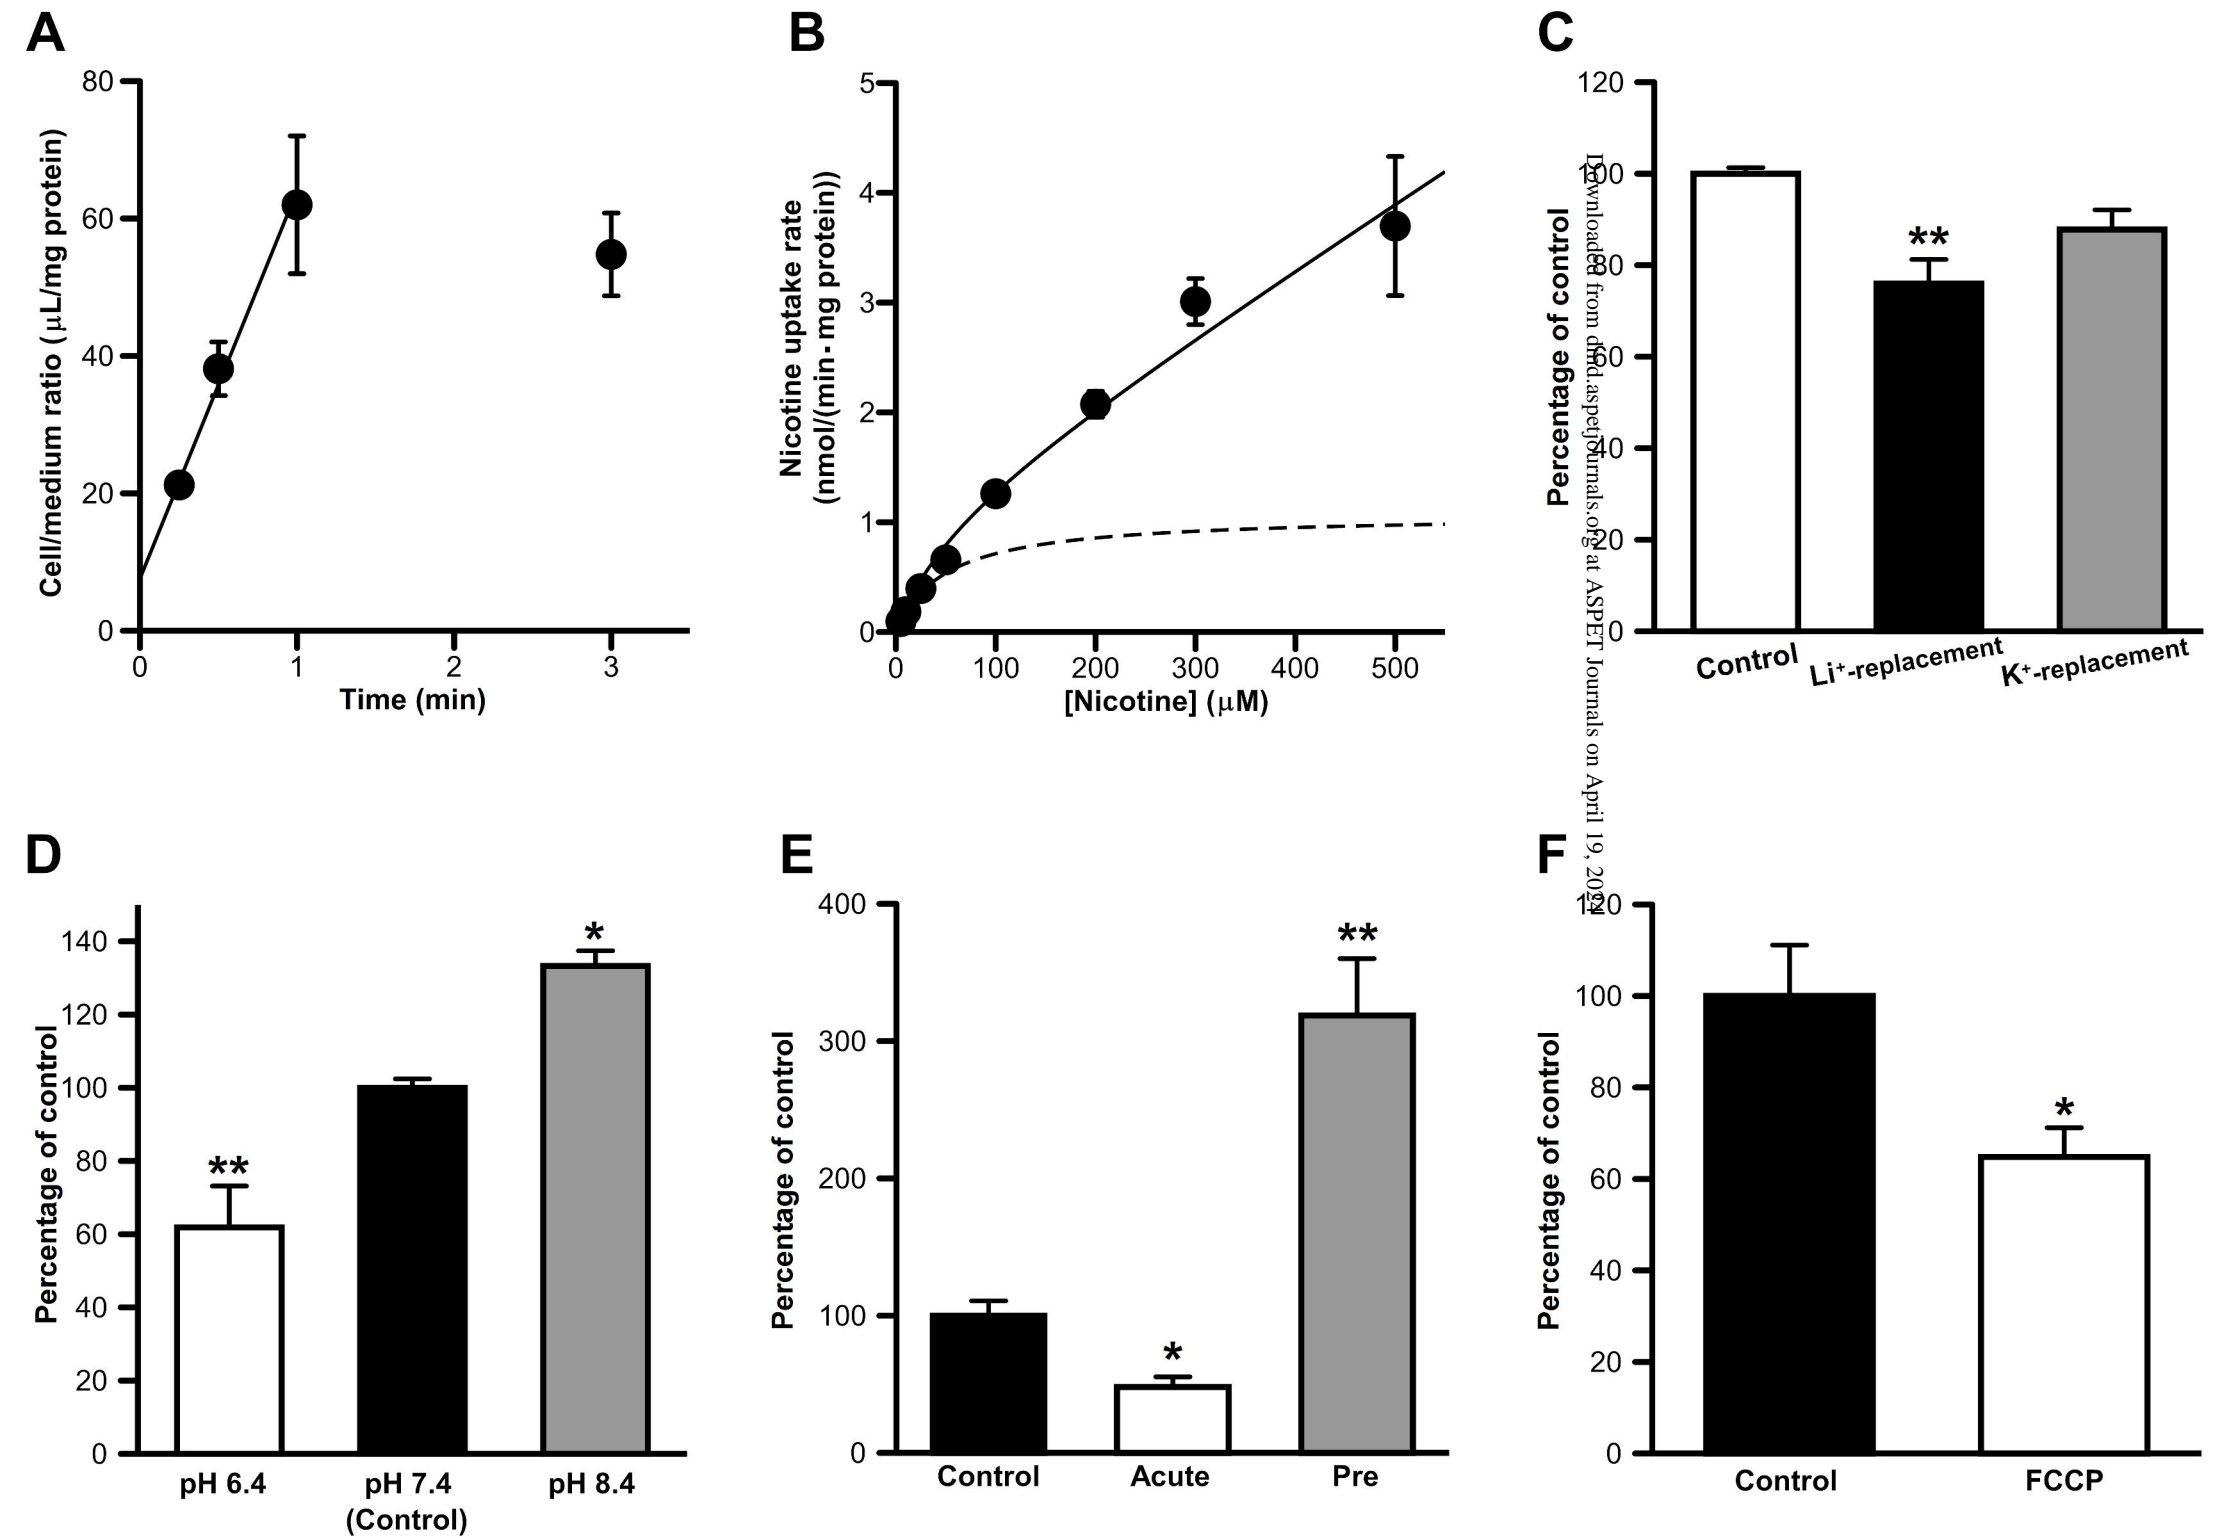 A
Cell/medium ratio (μL/mg protein)
80
60
40
20
0
0 1 2 3
Time (min)
B
Nicotine uptake rate
(nmol/(min·mg protein))
5
4
3
2
1
0
0 100 200 300 400 500
[Nicotine] (μM)
C
Percentage of control
120
100
80
60
40
20
0
**
Control Li⁺-replacement K⁺-replacement
Downloaded from dmd.aspetjournals.org at ASPET Journals on April 19, 2024
D
Percentage of control
140
120
100
80
60
40
20
0
**
*
pH 6.4 pH 7.4 pH 8.4
(Control)
E
Percentage of control
400
300
200
100
0
*
**
Control Acute Pre
F
Percentage of control
120
100
80
60
40
20
0
*
Control FCCP